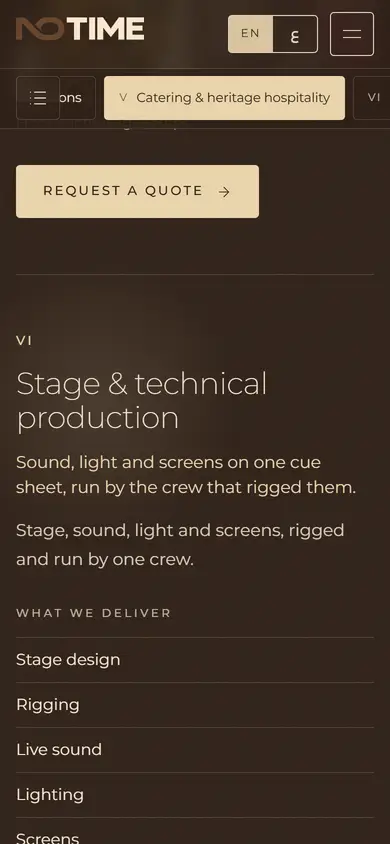 NOTIME
EN
ع
ons
V Catering & heritage hospitality
VI
REQUEST A QUOTE →
VI
Stage & technical
production
Sound, light and screens on one cue
sheet, run by the crew that rigged them.
Stage, sound, light and screens, rigged
and run by one crew.
WHAT WE DELIVER
Stage design
Rigging
Live sound
Lighting
Screens